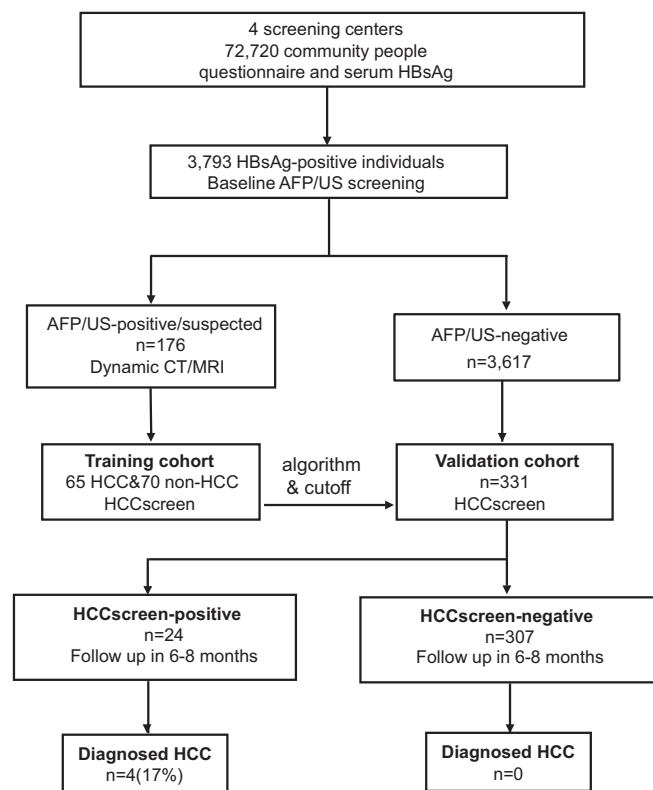 4 screening centers
72,720 community people
questionnaire and serum HBsAg
3,793 HBsAg-positive individuals
Baseline AFP/US screening
AFP/US-positive/suspected
n=176
Dynamic CT/MRI
AFP/US-negative
n=3,617
Training cohort
65 HCC&70 non-HCC
HCCscreen
algorithm
& cutoff
Validation cohort
n=331
HCCscreen
HCCscreen-positive
n=24
Follow up in 6-8 months
HCCscreen-negative
n=307
Follow up in 6-8 months
Diagnosed HCC
n=4(17%)
Diagnosed HCC
n=0